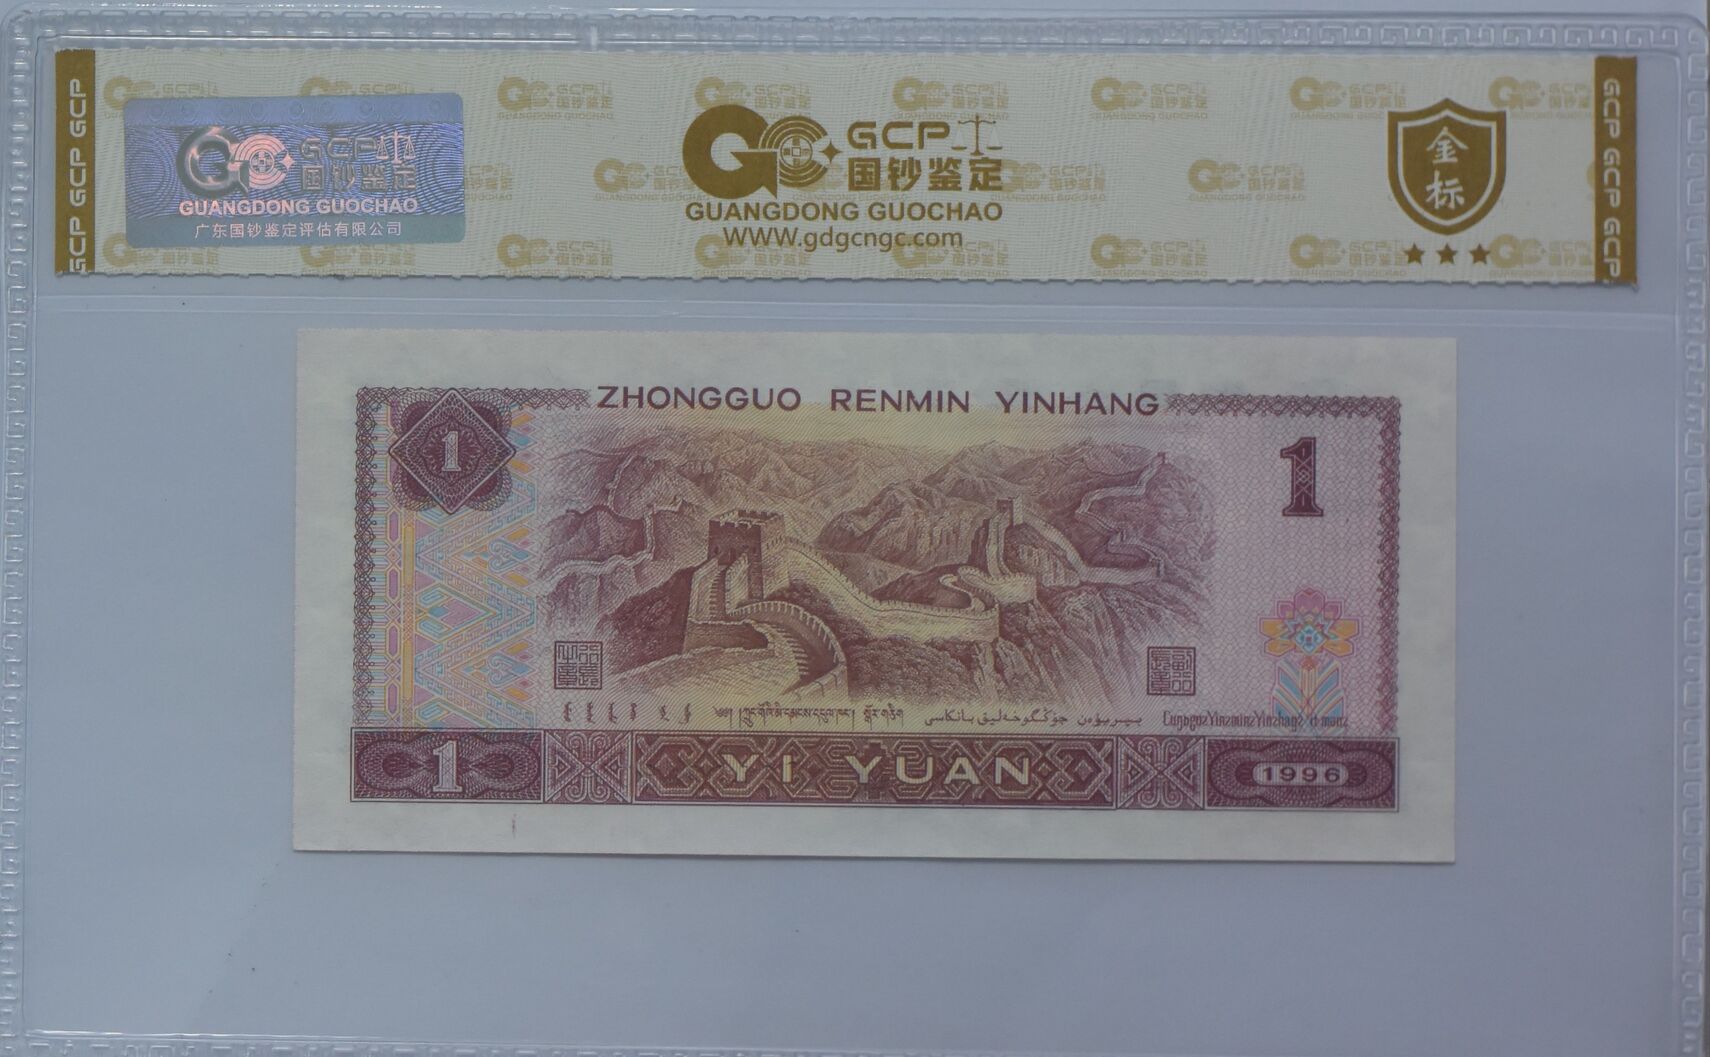 GCP GCP GCP
GCP
国钞鉴定
GUANGDONG GUOCHAO
广东国钞鉴定评估有限公司
GCP
国钞鉴定
GUANGDONG GUOCHAO
WWW.gdgcngc.com
金标
GCP GCP GCP
ZHONGGUO RENMIN YINHANG
1
1
1
YI YUAN
1996